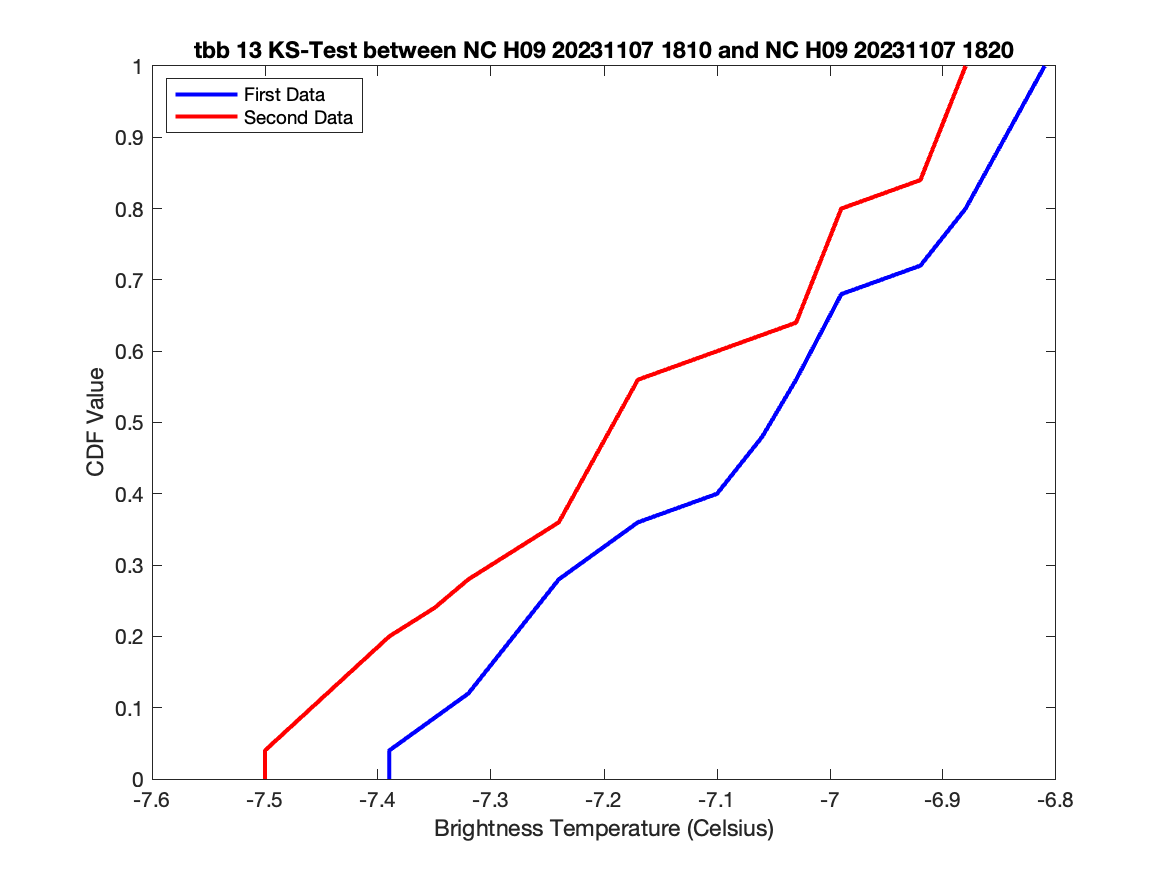 tbb 13 KS-Test between NC H09 20231107 1810 and NC H09 20231107 1820
First Data
Second Data
1
0.9
0.8
0.7
0.6
0.5
0.4
0.3
0.2
0.1
0
CDF Value
-7.6 -7.5 -7.4 -7.3 -7.2 -7.1 -7 -6.9 -6.8
Brightness Temperature (Celsius)